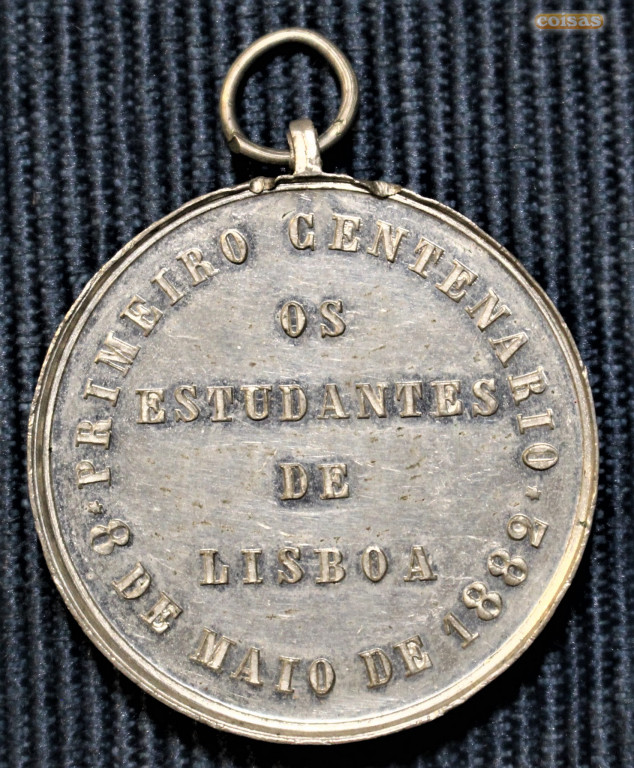 coisas
PRIMEIRO CENTENARIO
OS
ESTUDANTES
DE
LISBOA
* 8 DE MAIO DE 1882 *